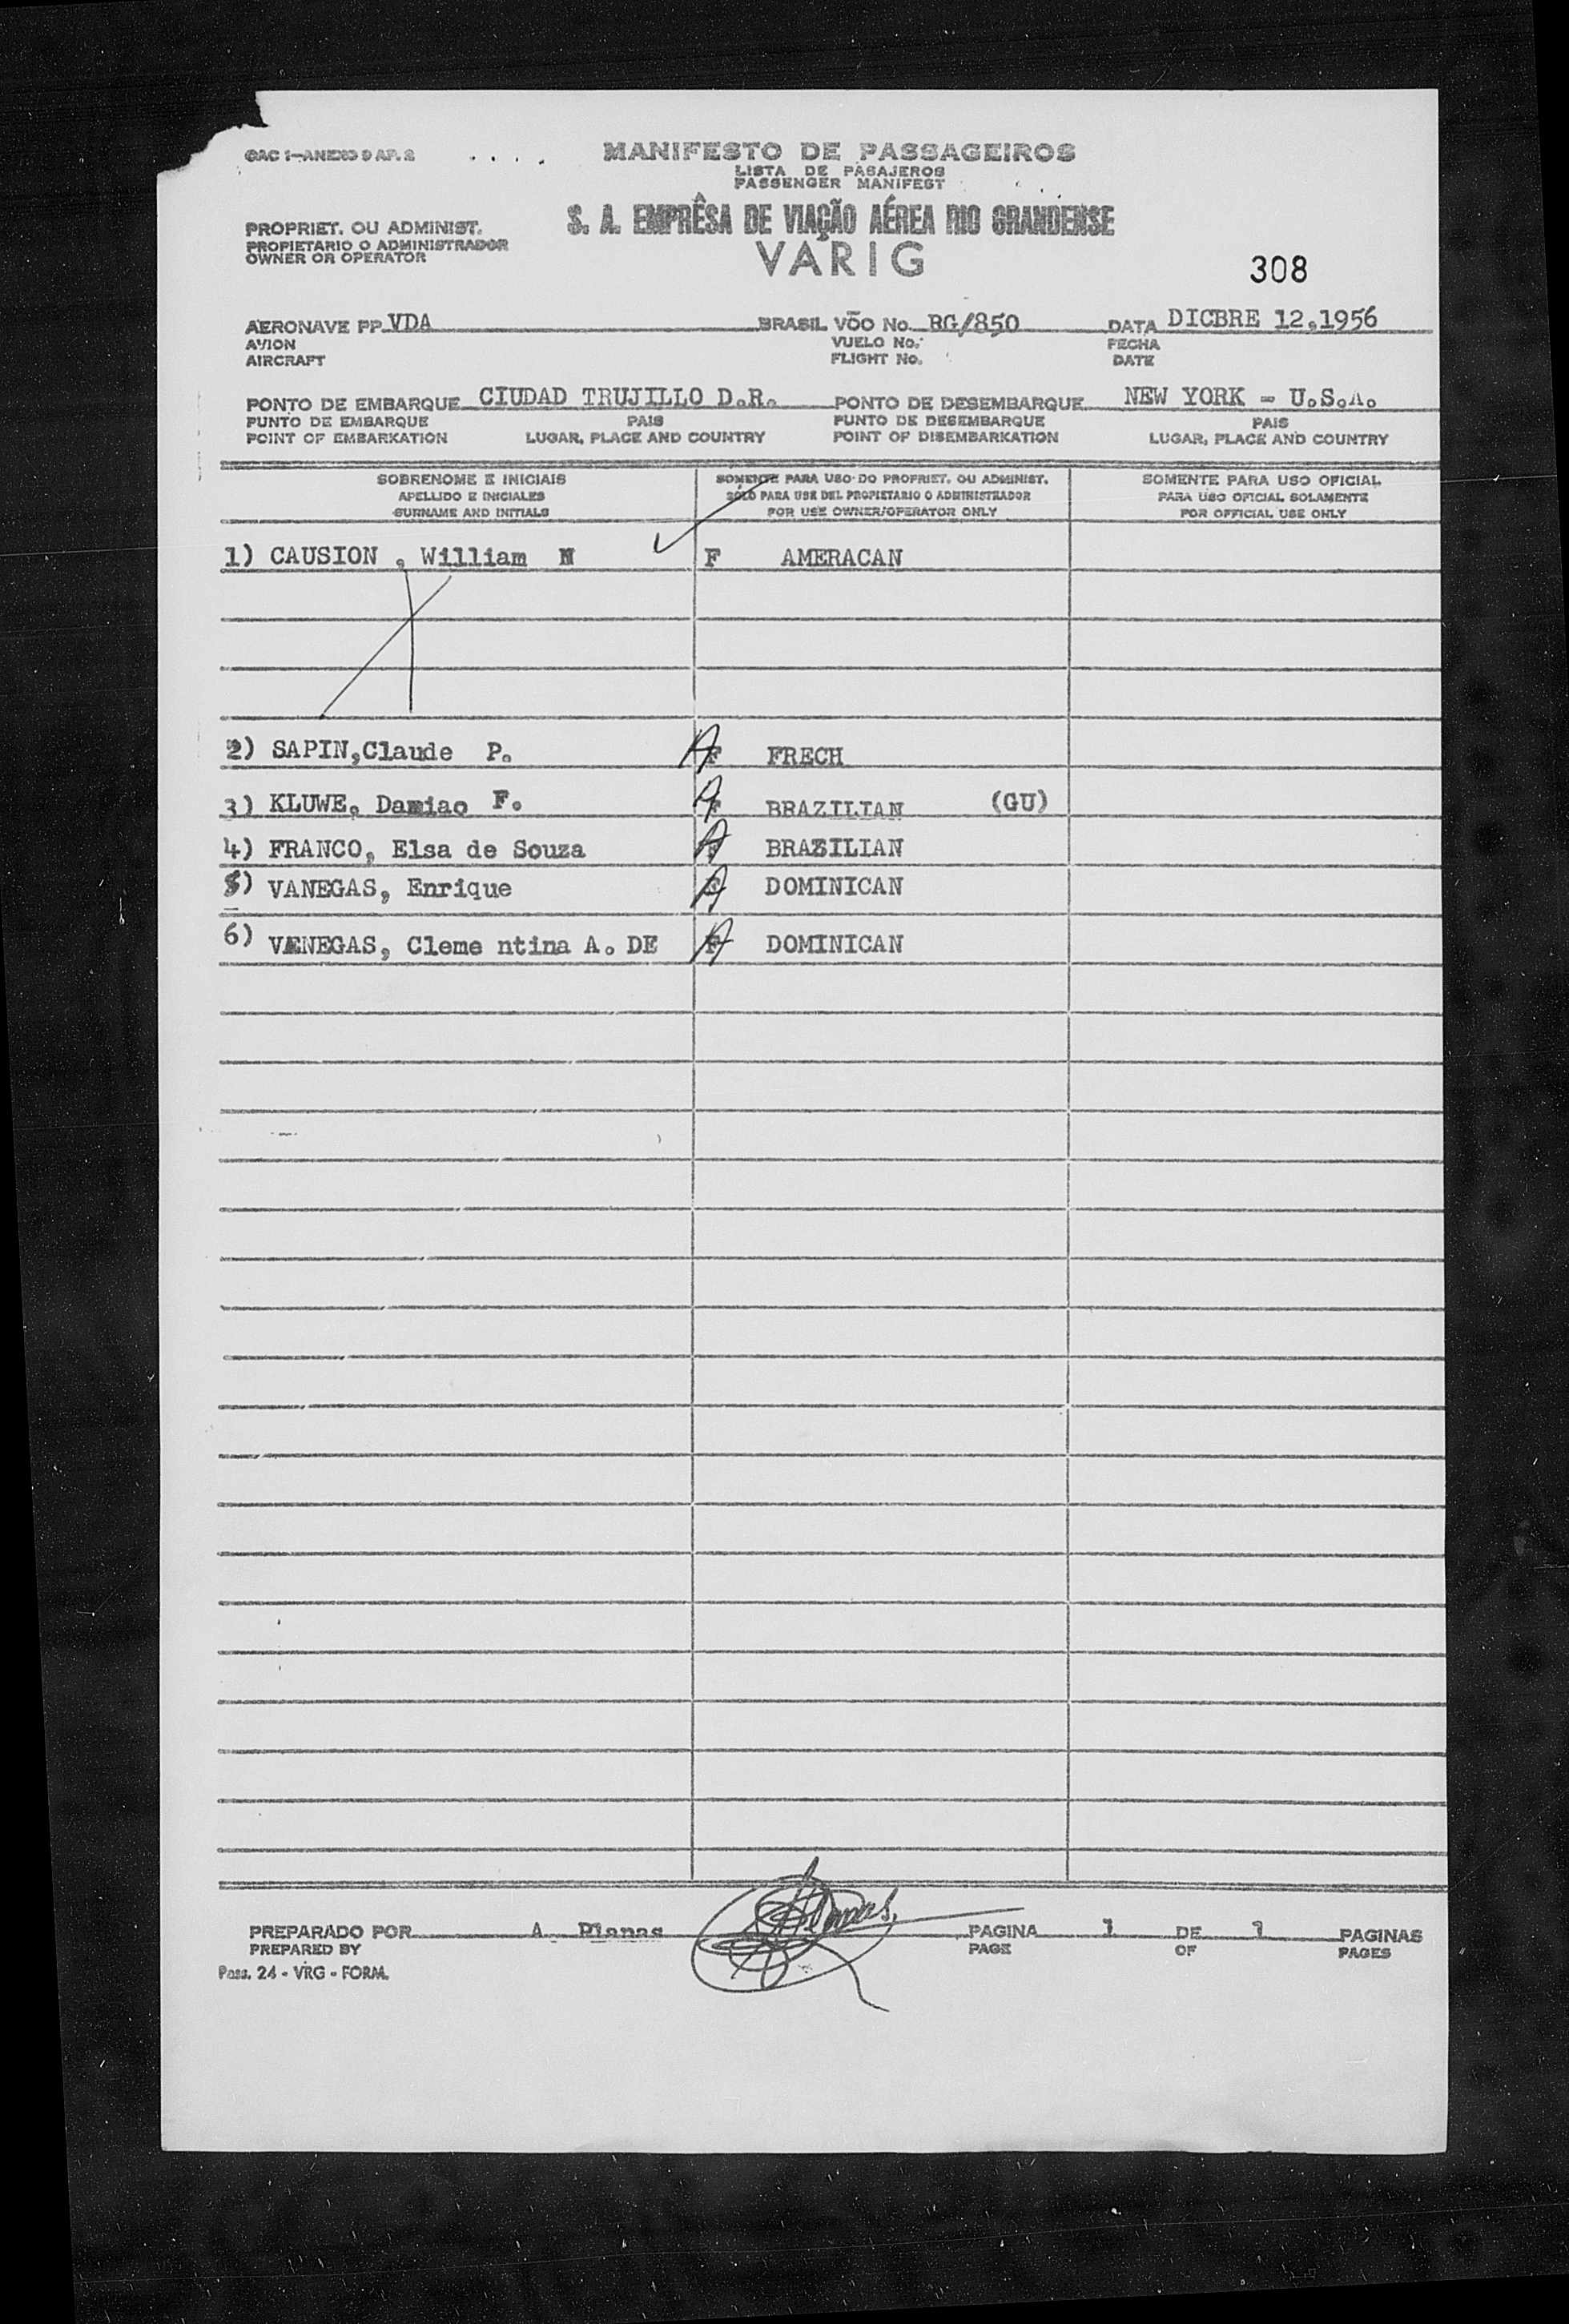 OAC 1-ANEXO 9 AP. 2
MANIFESTO DE PASSAGEIROS
LISTA DE PASAJEROS
PASSENGER MANIFEST
PROPRIET. OU ADMINIST.
PROPIETARIO O ADMINISTRADOR
OWNER OR OPERATOR
S. A. EMPRÊSA DE VIAÇÃO AÉREA RIO GRANDENSE
VARIG
308
AERONAVE PP VDA BRASIL VÕO No. RG/850 DATA DICBRE 12,1956
AVION VUELO No. FECHA
AIRCRAFT FLIGHT No. DATE
PONTO DE EMBARQUE CIUDAD TRUJILLO D.R. PONTO DE DESEMBARQUE NEW YORK - U.S.A.
PUNTO DE EMBARQUE PAIS PUNTO DE DESEMBARQUE PAIS
POINT OF EMBARKATION LUGAR, PLACE AND COUNTRY POINT OF DISEMBARKATION LUGAR, PLACE AND COUNTRY
SOBRENOME E INICIAIS SOMENTE PARA USO DO PROPRIET. OU ADMINIST. SOMENTE PARA USO OFICIAL
APELLIDO E INICIALES SÓLO PARA USE DEL PROPIETARIO O ADMINISTRADOR PARA USO OFICIAL SOLAMENTE
SURNAME AND INITIALS FOR USE OWNER/OPERATOR ONLY FOR OFFICIAL USE ONLY
1) CAUSION , William N F AMERACAN
2) SAPIN,Claude P. A F FRECH
3) KLUWE, Damiao F. A F BRAZILIAN (GU)
4) FRANCO, Elsa de Souza A BRASILIAN
5) VANEGAS, Enrique A F DOMINICAN
6) VENEGAS, Cleme ntina A. DE A F DOMINICAN
PREPARADO POR A. Planas A Planas PAGINA 1 DE 1 PAGINAS
PREPARED BY PAGE OF PAGES
Pass. 24 - VRG - FORM.